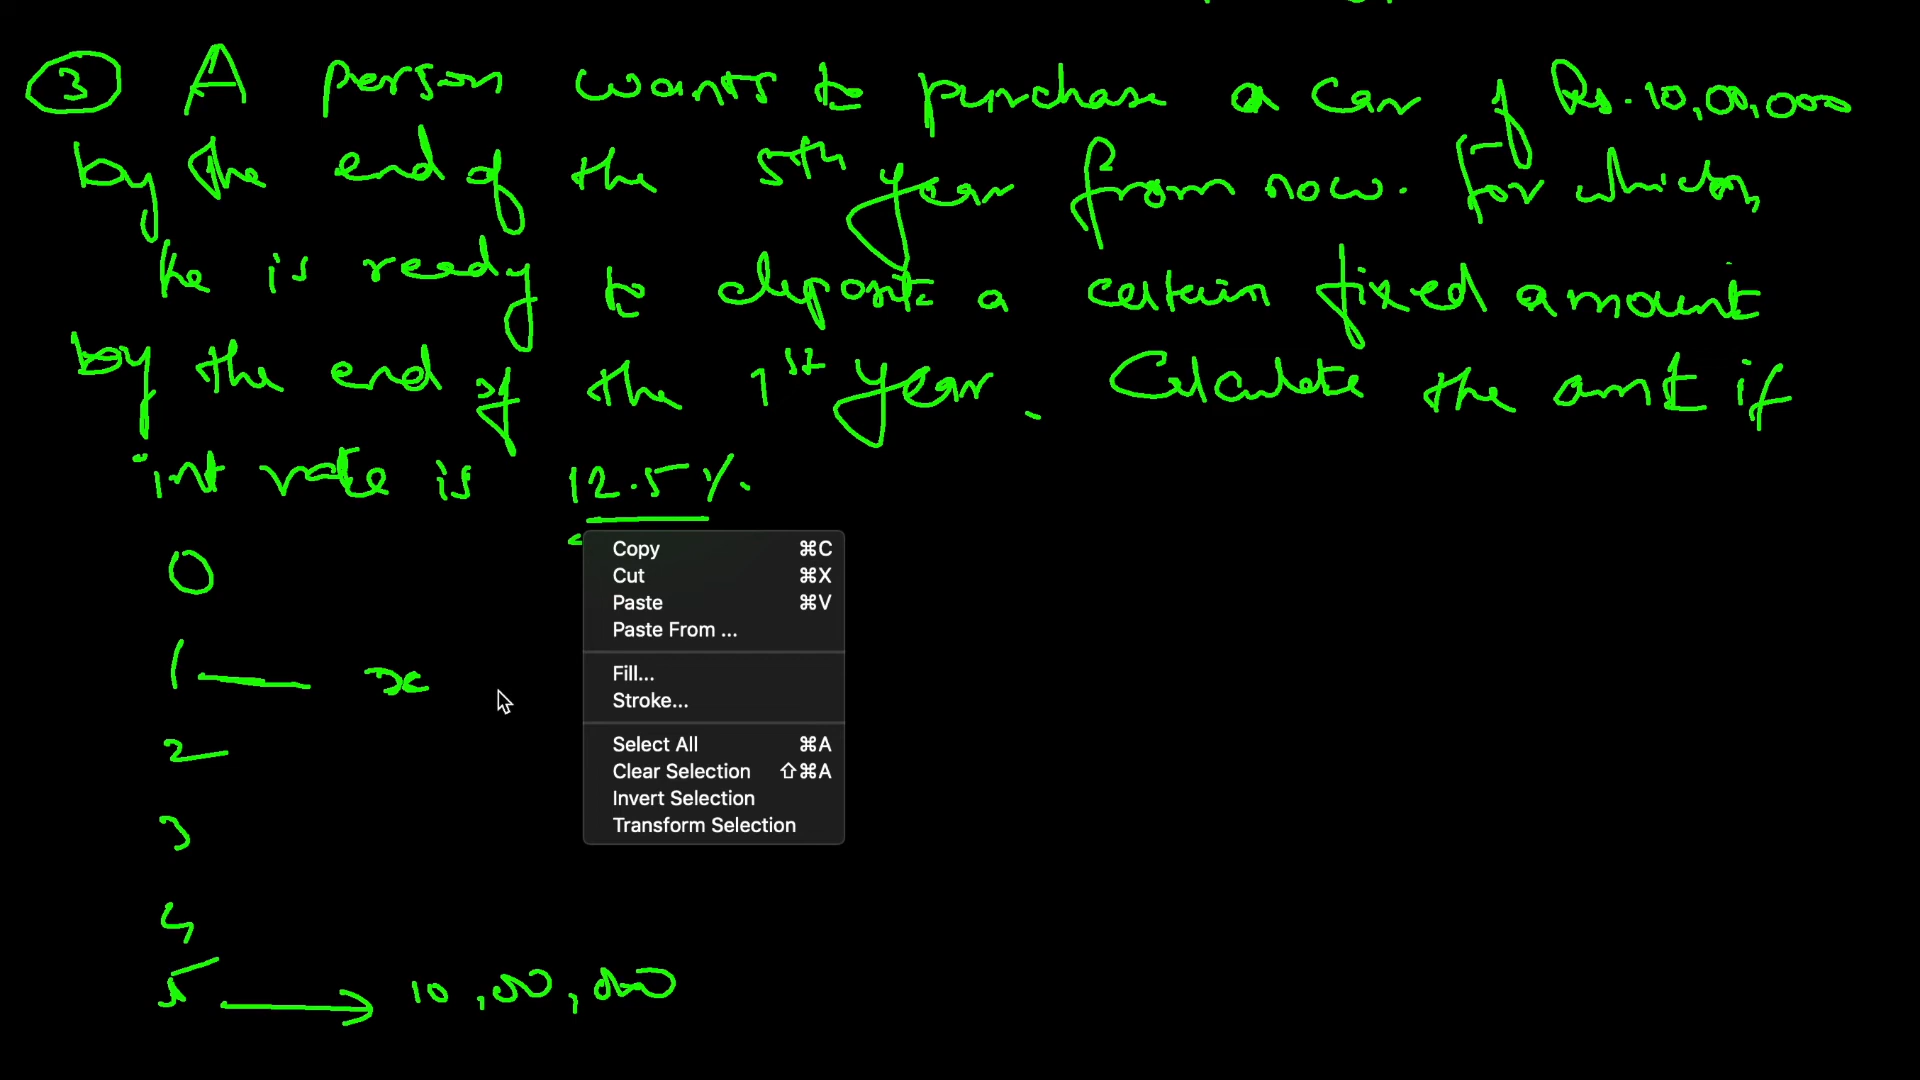 3 A person wants to purchase a car of Rs. 10,00,000
by the end of the 5th year from now. For which,
he is ready to deposit a certain fixed amount
by the end of the 1st year. Calculate the amt if
int rate is 12.5%.
0
1 — x
2
3
4
5 → 10,00,000
Copy ⌘C
Cut ⌘X
Paste ⌘V
Paste From ...
Fill...
Stroke...
Select All ⌘A
Clear Selection ⇧⌘A
Invert Selection
Transform Selection